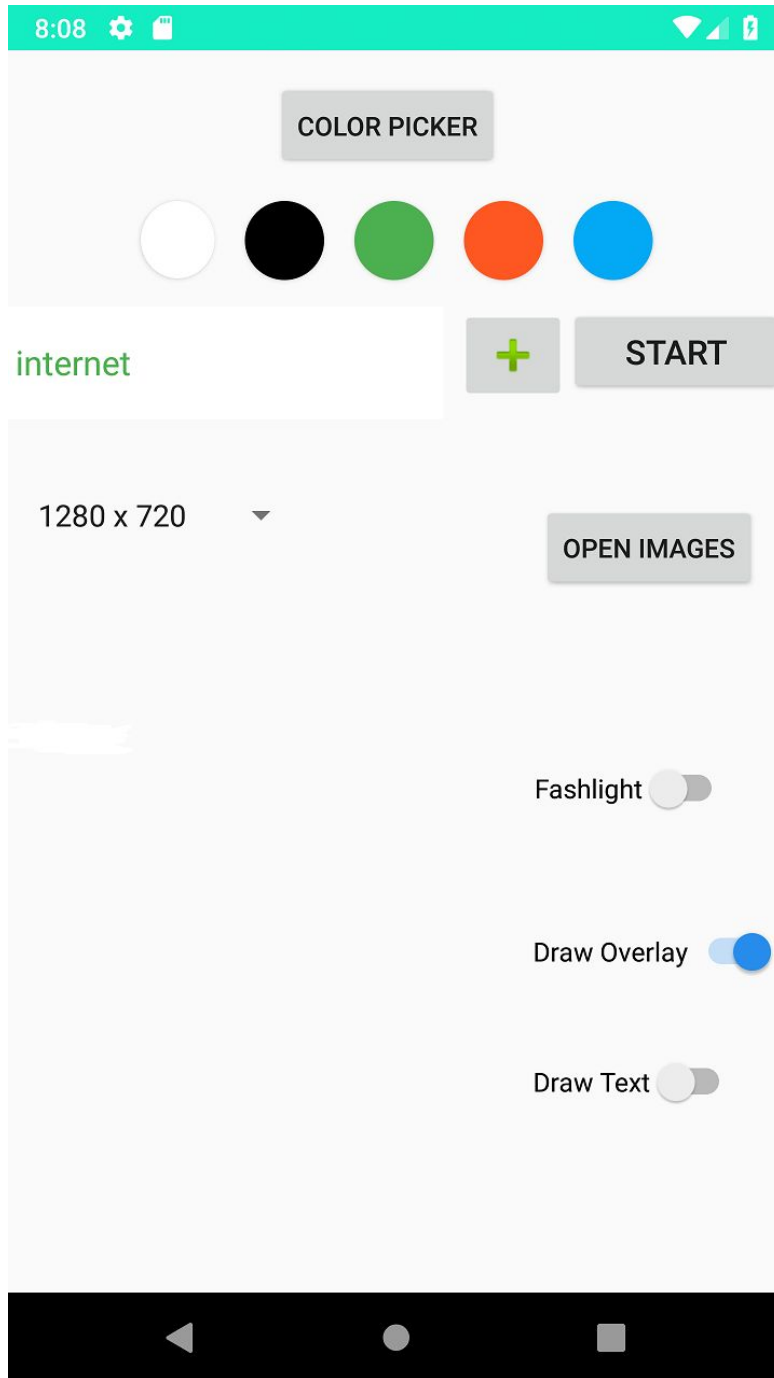 8:08
COLOR PICKER
internet
START
1280 x 720
OPEN IMAGES
Fashlight
Draw Overlay
Draw Text